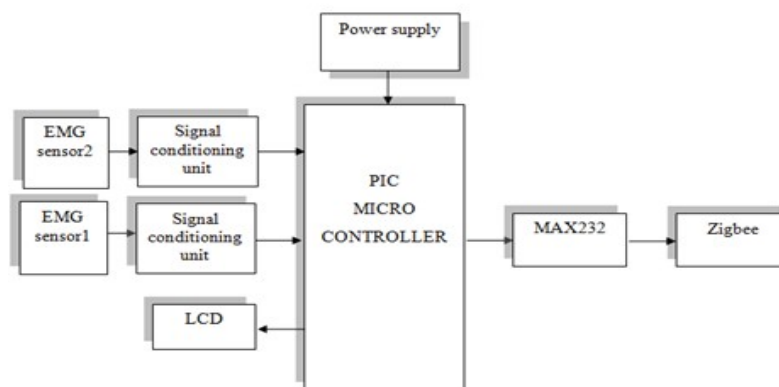 Power supply
EMG
sensor2
Signal
conditioning
unit
EMG
sensor1
Signal
conditioning
unit
PIC
MICRO
CONTROLLER
MAX232
Zigbee
LCD